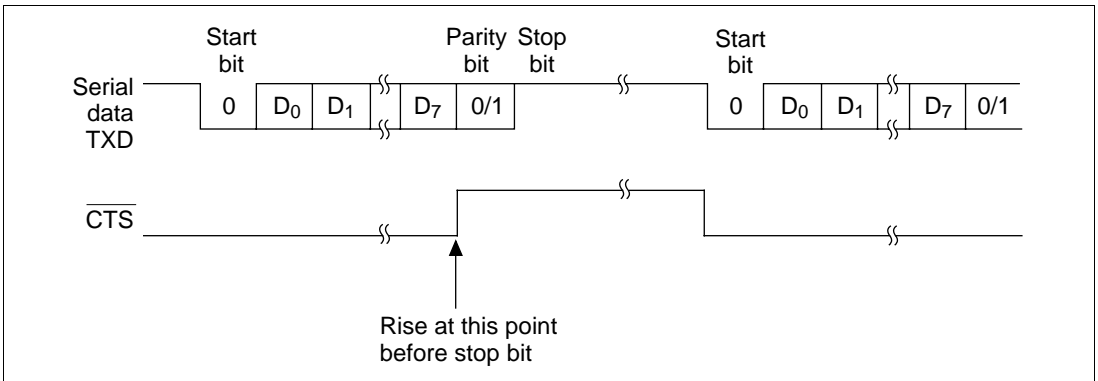 Start bit
Parity bit
Stop bit
Start bit
Serial data TXD
0 D0 D1 D7 0/1 0 D0 D1 D7 0/1
CTS
Rise at this point
before stop bit